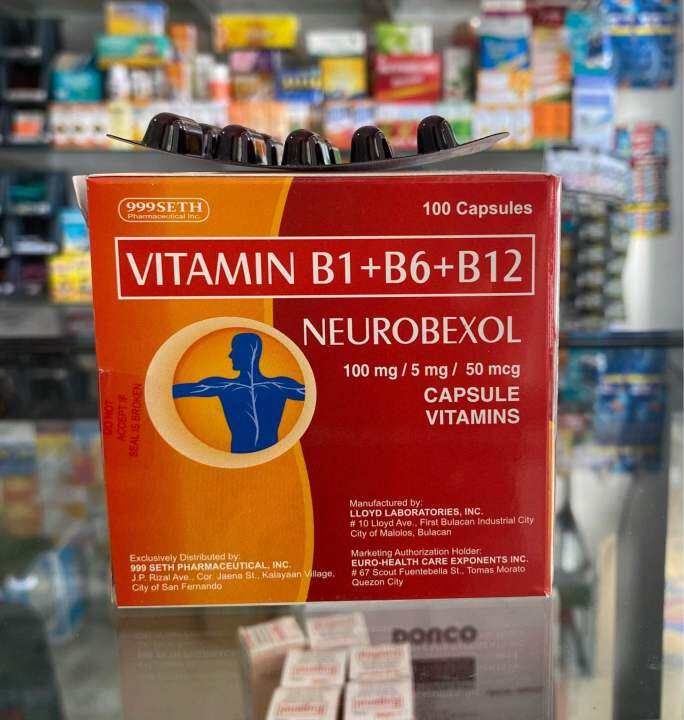 999SETH
Pharmaceutical Inc.
100 Capsules
VITAMIN B1+B6+B12
NEUROBEXOL
100 mg / 5 mg / 50 mcg
CAPSULE
VITAMINS
DO NOT
ACCEPT IF
SEAL IS BROKEN
Manufactured by:
LLOYD LABORATORIES, INC.
# 10 Lloyd Ave., First Bulacan Industrial City
City of Malolos, Bulacan
Exclusively Distributed by:
999 SETH PHARMACEUTICAL, INC.
J.P. Rizal Ave., Cor. Jaena St., Kalayaan Village,
City of San Fernando
Marketing Authorization Holder:
EURO-HEALTH CARE EXPONENTS INC.
# 67 Scout Fuentebella St., Tomas Morato
Quezon City
DONCO